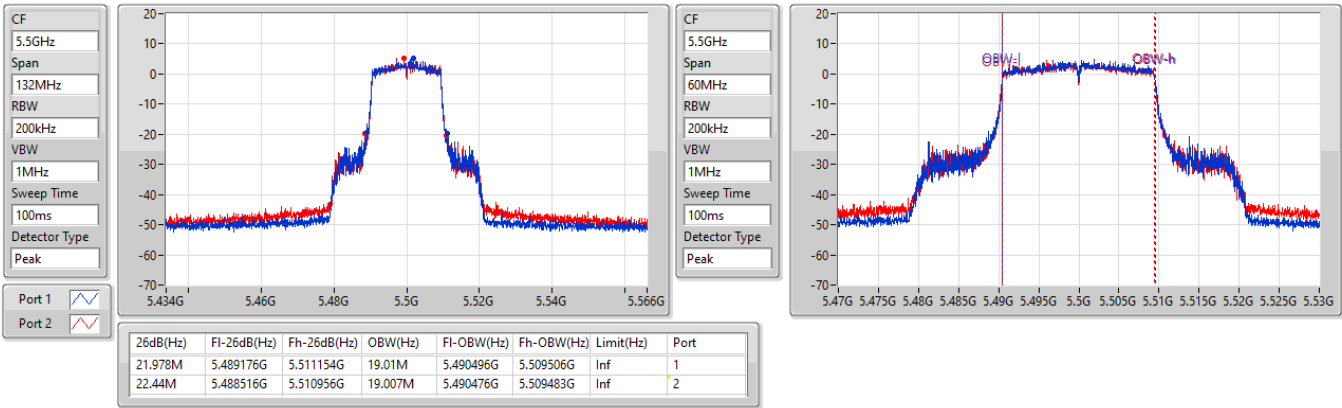 CF
5.5GHz
Span
132MHz
RBW
200kHz
VBW
1MHz
Sweep Time
100ms
Detector Type
Peak
Port 1
Port 2
20
10
0
-10
-20
-30
-40
-50
-60
-70
5.434G 5.46G 5.48G 5.5G 5.52G 5.54G 5.566G
CF
5.5GHz
Span
60MHz
RBW
200kHz
VBW
1MHz
Sweep Time
100ms
Detector Type
Peak
20
10
0
-10
-20
-30
-40
-50
-60
-70
OBW-l OBW-h
5.47G 5.475G 5.48G 5.485G 5.49G 5.495G 5.5G 5.505G 5.51G 5.515G 5.52G 5.525G 5.53G
26dB(Hz) Fl-26dB(Hz) Fh-26dB(Hz) OBW(Hz) Fl-OBW(Hz) Fh-OBW(Hz) Limit(Hz) Port
21.978M 5.489176G 5.511154G 19.01M 5.490496G 5.509506G Inf 1
22.44M 5.488516G 5.510956G 19.007M 5.490476G 5.509483G Inf 2